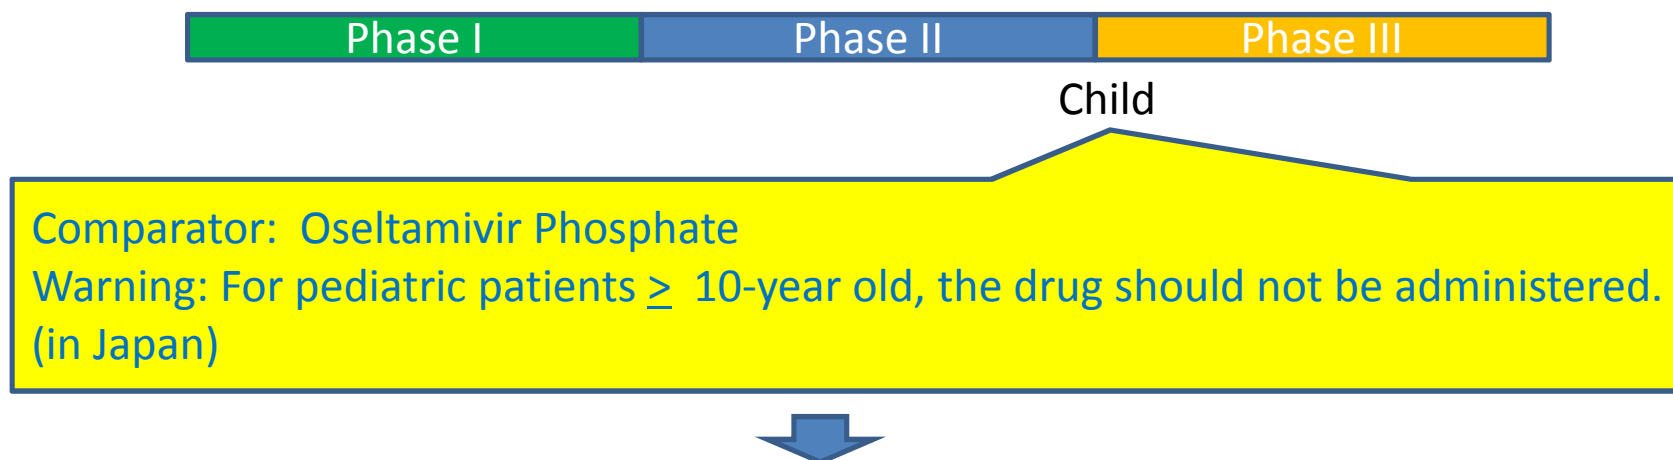 Phase I Phase II Phase III
Child
Comparator:  Oseltamivir Phosphate
Warning: For pediatric patients ≥  10-year old, the drug should not be administered.
(in Japan)